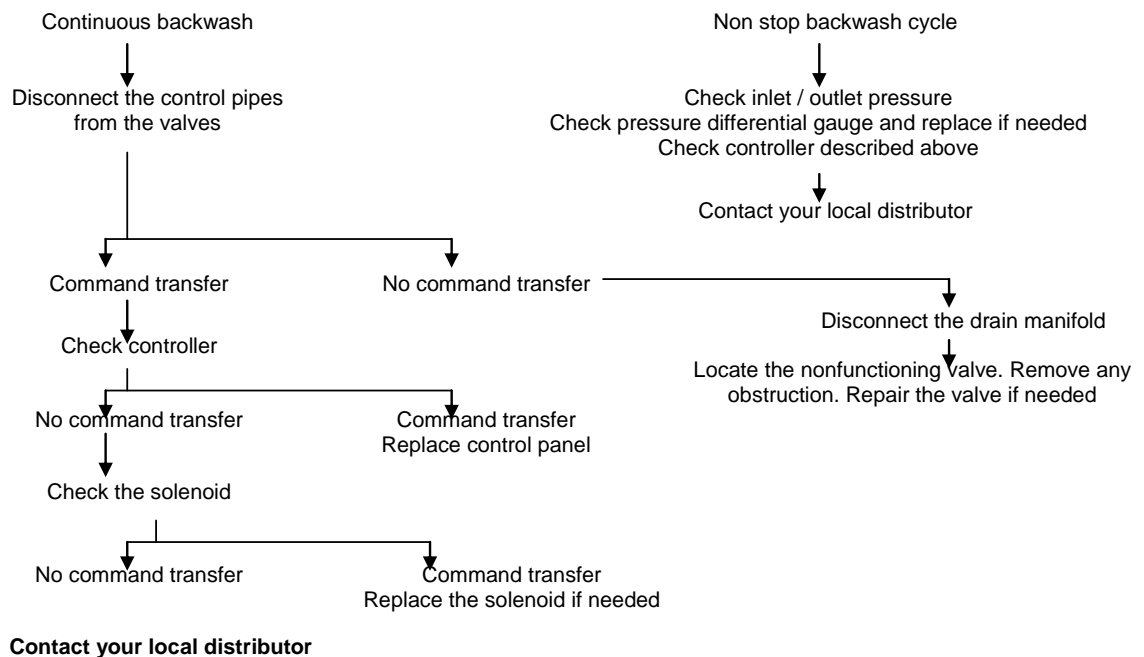 Continuous backwash
Disconnect the control pipes
from the valves
Command transfer
No command transfer
Check controller
No command transfer
Command transfer
Replace control panel
Check the solenoid
No command transfer
Command transfer
Replace the solenoid if needed
Non stop backwash cycle
Check inlet / outlet pressure
Check pressure differential gauge and replace if needed
Check controller described above
Contact your local distributor
Disconnect the drain manifold
Locate the nonfunctioning valve. Remove any
obstruction. Repair the valve if needed
Contact your local distributor